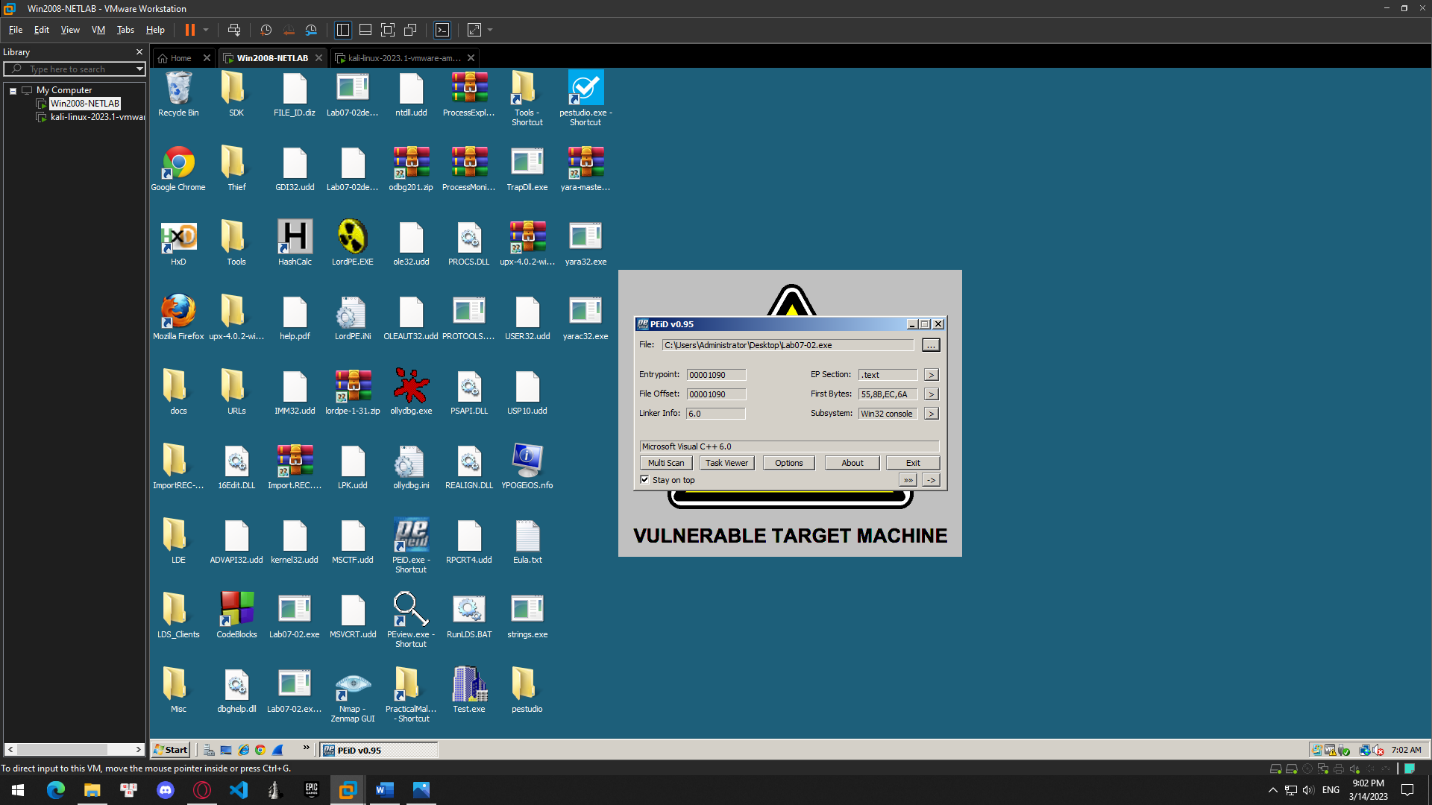 Win2008-NETLAB - VMware Workstation
File Edit View VM Tabs Help
Library
Type here to search
My Computer
Win2008-NETLAB
kali-linux-2023.1-vmwar
Home Win2008-NETLAB kali-linux-2023.1-vmware-am...
Recycle Bin SDK FILE_ID.diz Lab07-02de... ntdll.udd ProcessExpl... Tools - Shortcut pestudio.exe - Shortcut
Google Chrome Thief GDI32.udd Lab07-02de... odbg201.zip ProcessMoni... TrapDll.exe yara-maste...
HxD Tools HashCalc LordPE.EXE ole32.udd PROCS.DLL upx-4.0.2-wi... yara32.exe
Mozilla Firefox upx-4.0.2-wi... help.pdf LordPE.iNi OLEAUT32.udd PROTOOLS.... USER32.udd yarac32.exe
docs URLs IMM32.udd lordpe-1-31.zip ollydbg.exe PSAPI.DLL USP10.udd
ImportREC-... 16Edit.DLL Import.REC.... LPK.udd ollydbg.ini REALIGN.DLL YPOGEiOS.nfo
LDE ADVAPI32.udd kernel32.udd MSCTF.udd PEiD.exe - Shortcut RPCRT4.udd Eula.txt
LDS_Clients CodeBlocks Lab07-02.exe MSVCRT.udd PEview.exe - Shortcut RunLDS.BAT strings.exe
Misc dbghelp.dll Lab07-02.ex... Nmap - Zenmap GUI PracticalMal... - Shortcut Test.exe pestudio
PEiD v0.95
File: C:\Users\Administrator\Desktop\Lab07-02.exe ...
Entrypoint: 00001090 EP Section: .text >
File Offset: 00001090 First Bytes: 55,8B,EC,6A >
Linker Info: 6.0 Subsystem: Win32 console >
Microsoft Visual C++ 6.0
Multi Scan Task Viewer Options About Exit
Stay on top »» ->
VULNERABLE TARGET MACHINE
Start » PEiD v0.95 7:02 AM
To direct input to this VM, move the mouse pointer inside or press Ctrl+G.
ENG 9:02 PM
3/14/2023